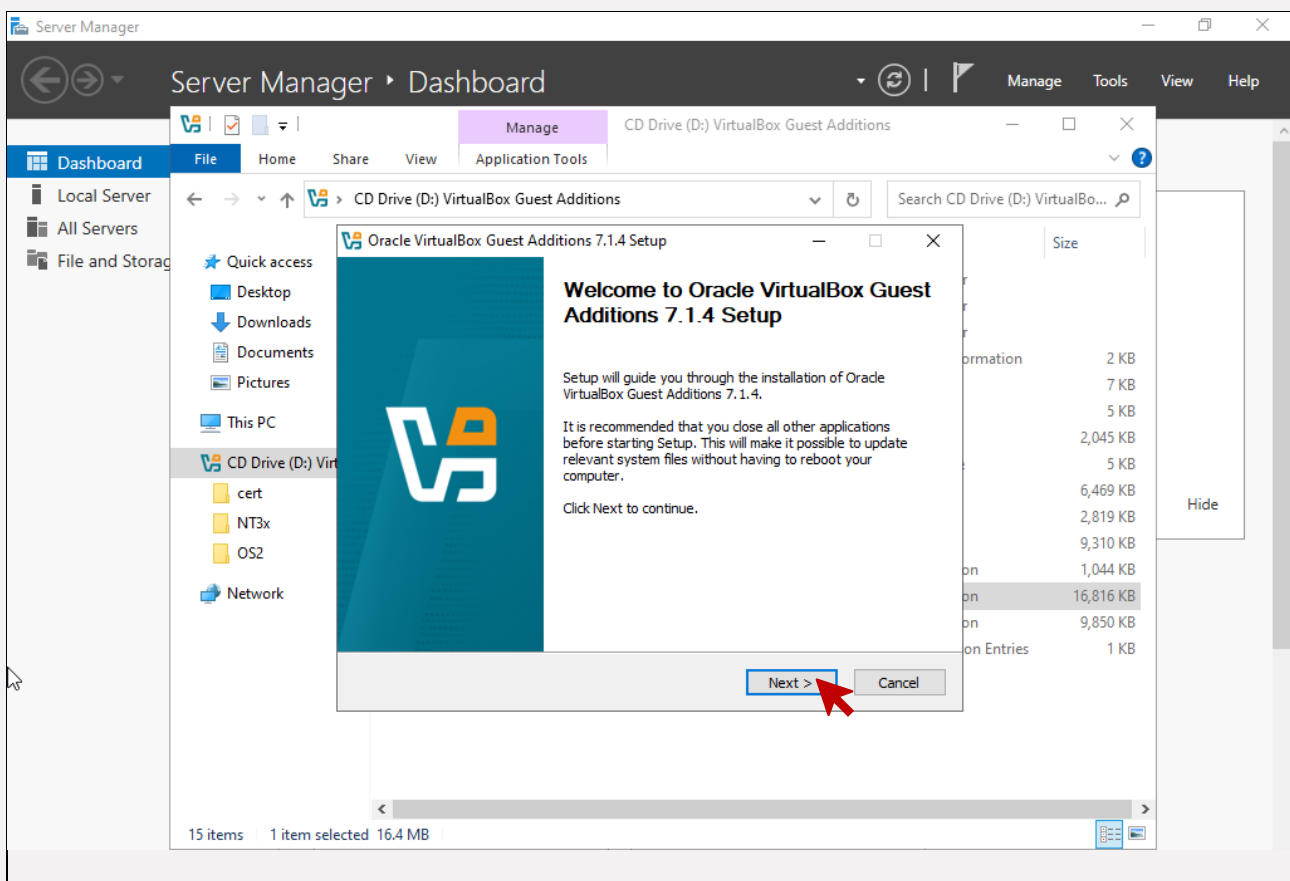 Server Manager
Server Manager • Dashboard
Manage Tools View Help
Manage
CD Drive (D:) VirtualBox Guest Additions
File Home Share View Application Tools
CD Drive (D:) VirtualBox Guest Additions
Search CD Drive (D:) VirtualBo...
Dashboard
Local Server
All Servers
File and Storag
Quick access
Desktop
Downloads
Documents
Pictures
This PC
CD Drive (D:) Virt
cert
NT3x
OS2
Network
Oracle VirtualBox Guest Additions 7.1.4 Setup
Welcome to Oracle VirtualBox Guest
Additions 7.1.4 Setup
Setup will guide you through the installation of Oracle
VirtualBox Guest Additions 7.1.4.
It is recommended that you close all other applications
before starting Setup. This will make it possible to update
relevant system files without having to reboot your
computer.
Click Next to continue.
Next >
Cancel
Size
r
r
r
ormation 2 KB
7 KB
5 KB
2,045 KB
5 KB
6,469 KB
2,819 KB
9,310 KB
on 1,044 KB
on 16,816 KB
on 9,850 KB
on Entries 1 KB
Hide
15 items 1 item selected 16.4 MB